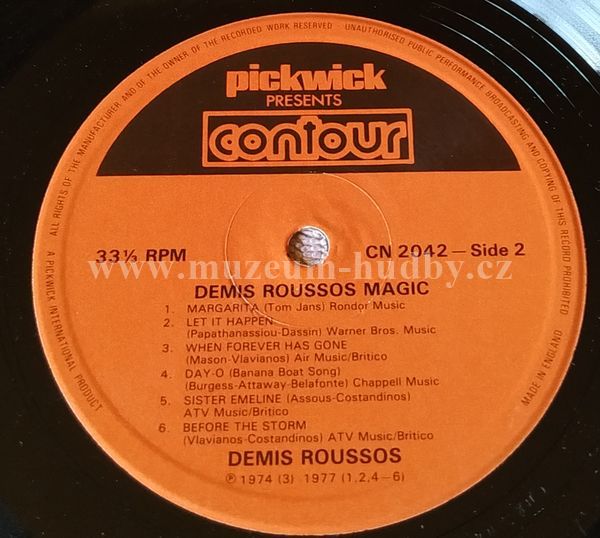 ALL RIGHTS OF THE MANUFACTURER AND OF THE OWNER OF THE RECORDED WORK RESERVED - UNAUTHORISED PUBLIC PERFORMANCE BROADCASTING AND COPYING OF THIS RECORD PROHIBITED
pickwick
PRESENTS
contour
33⅓ RPM
CN 2042 – Side 2
www.muzeum-hudby.cz
DEMIS ROUSSOS MAGIC
1. MARGARITA (Tom Jans) Rondor Music
2. LET IT HAPPEN
(Papathanassiou-Dassin) Warner Bros. Music
3. WHEN FOREVER HAS GONE
(Mason-Vlavianos) Air Music/Britico
4. DAY-O (Banana Boat Song)
(Burgess-Attaway-Belafonte) Chappell Music
5. SISTER EMELINE (Assous-Costandinos)
ATV Music/Britico
6. BEFORE THE STORM
(Vlavianos-Costandinos) ATV Music/Britico
DEMIS ROUSSOS
℗ 1974 (3) 1977 (1,2,4–6)
A PICKWICK INTERNATIONAL PRODUCT
MADE IN ENGLAND